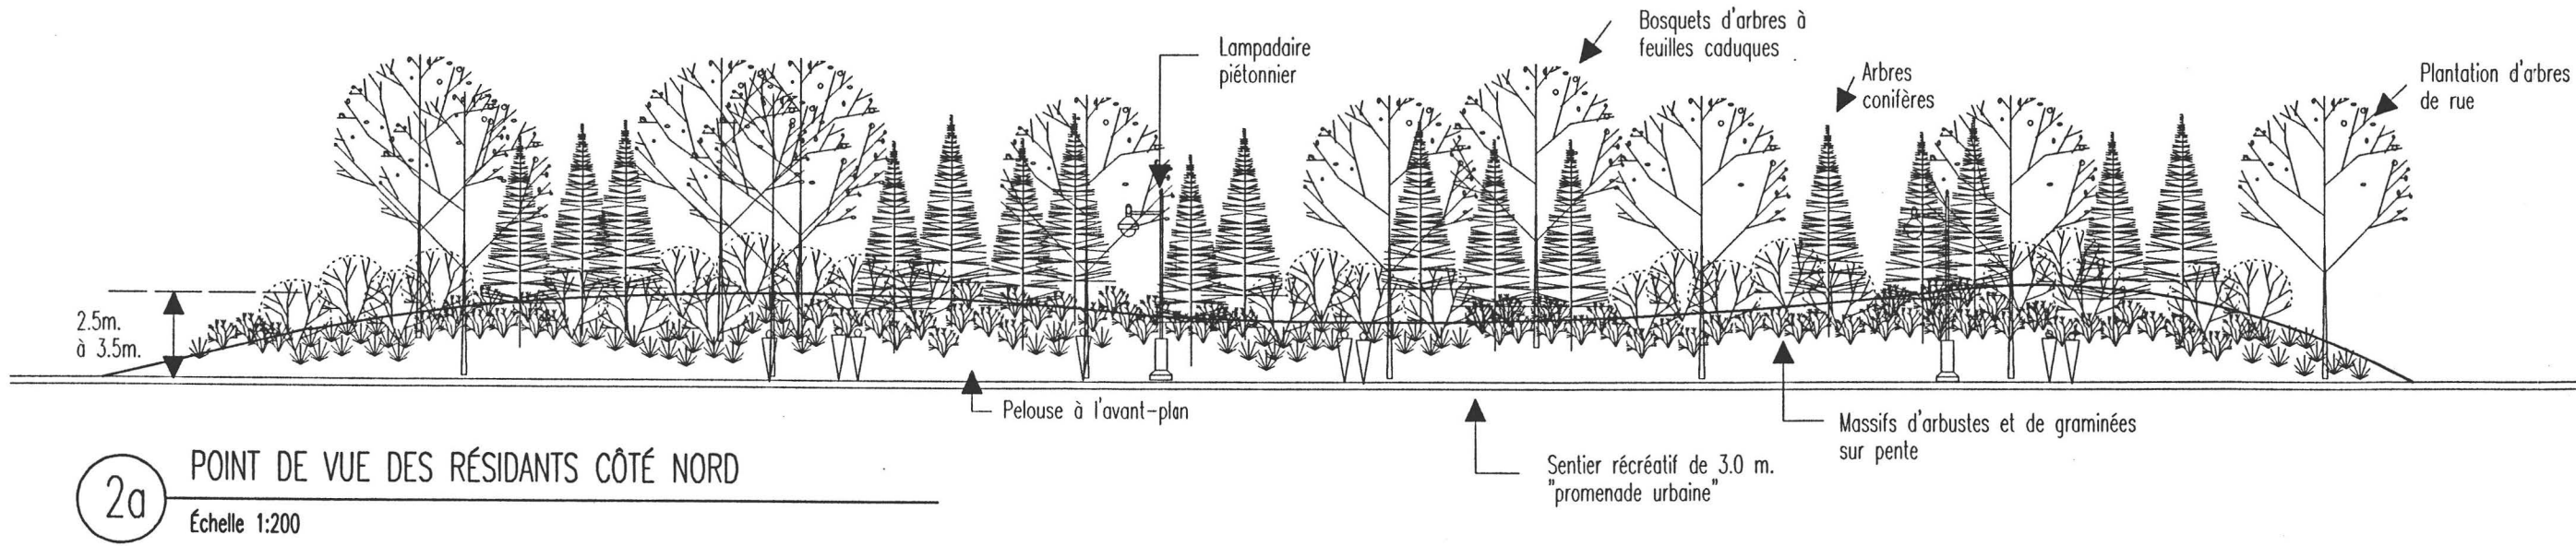 Bosquets d'arbres à
feuilles caduques
Lampadaire
piétonnier
Arbres
conifères
Plantation d'arbres
de rue
2.5m.
à 3.5m.
Pelouse à l'avant-plan
Massifs d'arbustes et de graminées
sur pente
Sentier récréatif de 3.0 m.
"promenade urbaine"
2a
POINT DE VUE DES RÉSIDANTS CÔTÉ NORD
Échelle 1:200